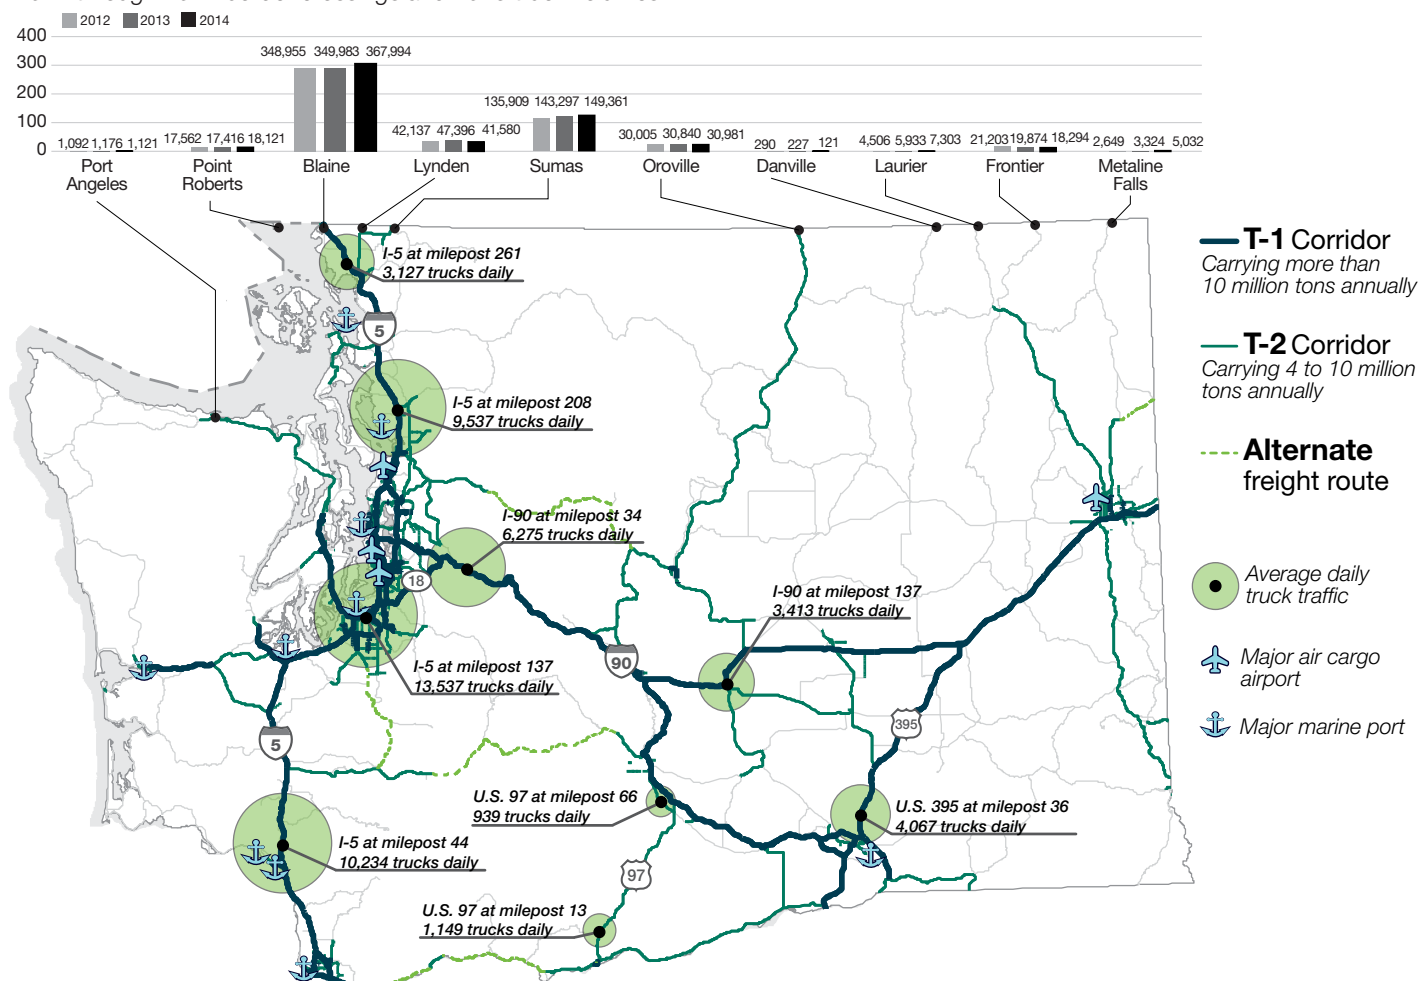 2012 2013 2014
400
300
200
100
0
348,955 349,983 367,994
135,909 143,297 149,361
1,092 1,176 1,121
17,562 17,416 18,121
42,137 47,396 41,580
30,005 30,840 30,981
290 227 121
4,506 5,933 7,303
21,203 19,874 18,294
2,649 3,324 5,032
Port
Angeles
Point
Roberts
Blaine
Lynden
Sumas
Oroville
Danville
Laurier
Frontier
Metaline
Falls
I-5 at milepost 261
3,127 trucks daily
5
I-5 at milepost 208
9,537 trucks daily
I-90 at milepost 34
6,275 trucks daily
18
I-90 at milepost 137
3,413 trucks daily
I-5 at milepost 137
13,537 trucks daily
90
395
5
U.S. 97 at milepost 66
939 trucks daily
U.S. 395 at milepost 36
4,067 trucks daily
I-5 at milepost 44
10,234 trucks daily
97
U.S. 97 at milepost 13
1,149 trucks daily
T-1 Corridor
Carrying more than
10 million tons annually
T-2 Corridor
Carrying 4 to 10 million
tons annually
Alternate
freight route
Average daily
truck traffic
Major air cargo
airport
Major marine port